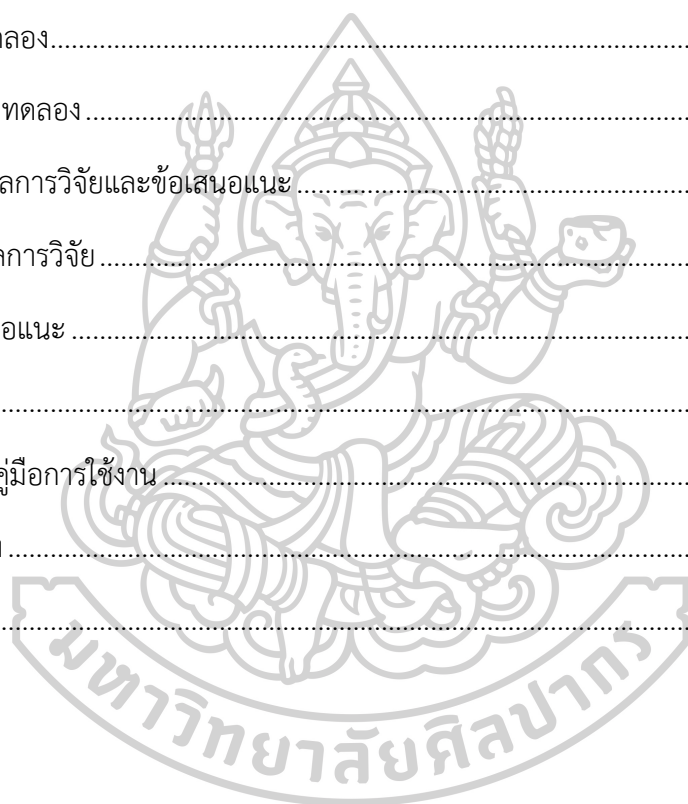 ลอง
ทดลอง
ลการวิจัยและข้อเสนอแนะ
ลการวิจัย
อแนะ
คู่มือการใช้งาน
มหาวิทยาลัยศิลปากร